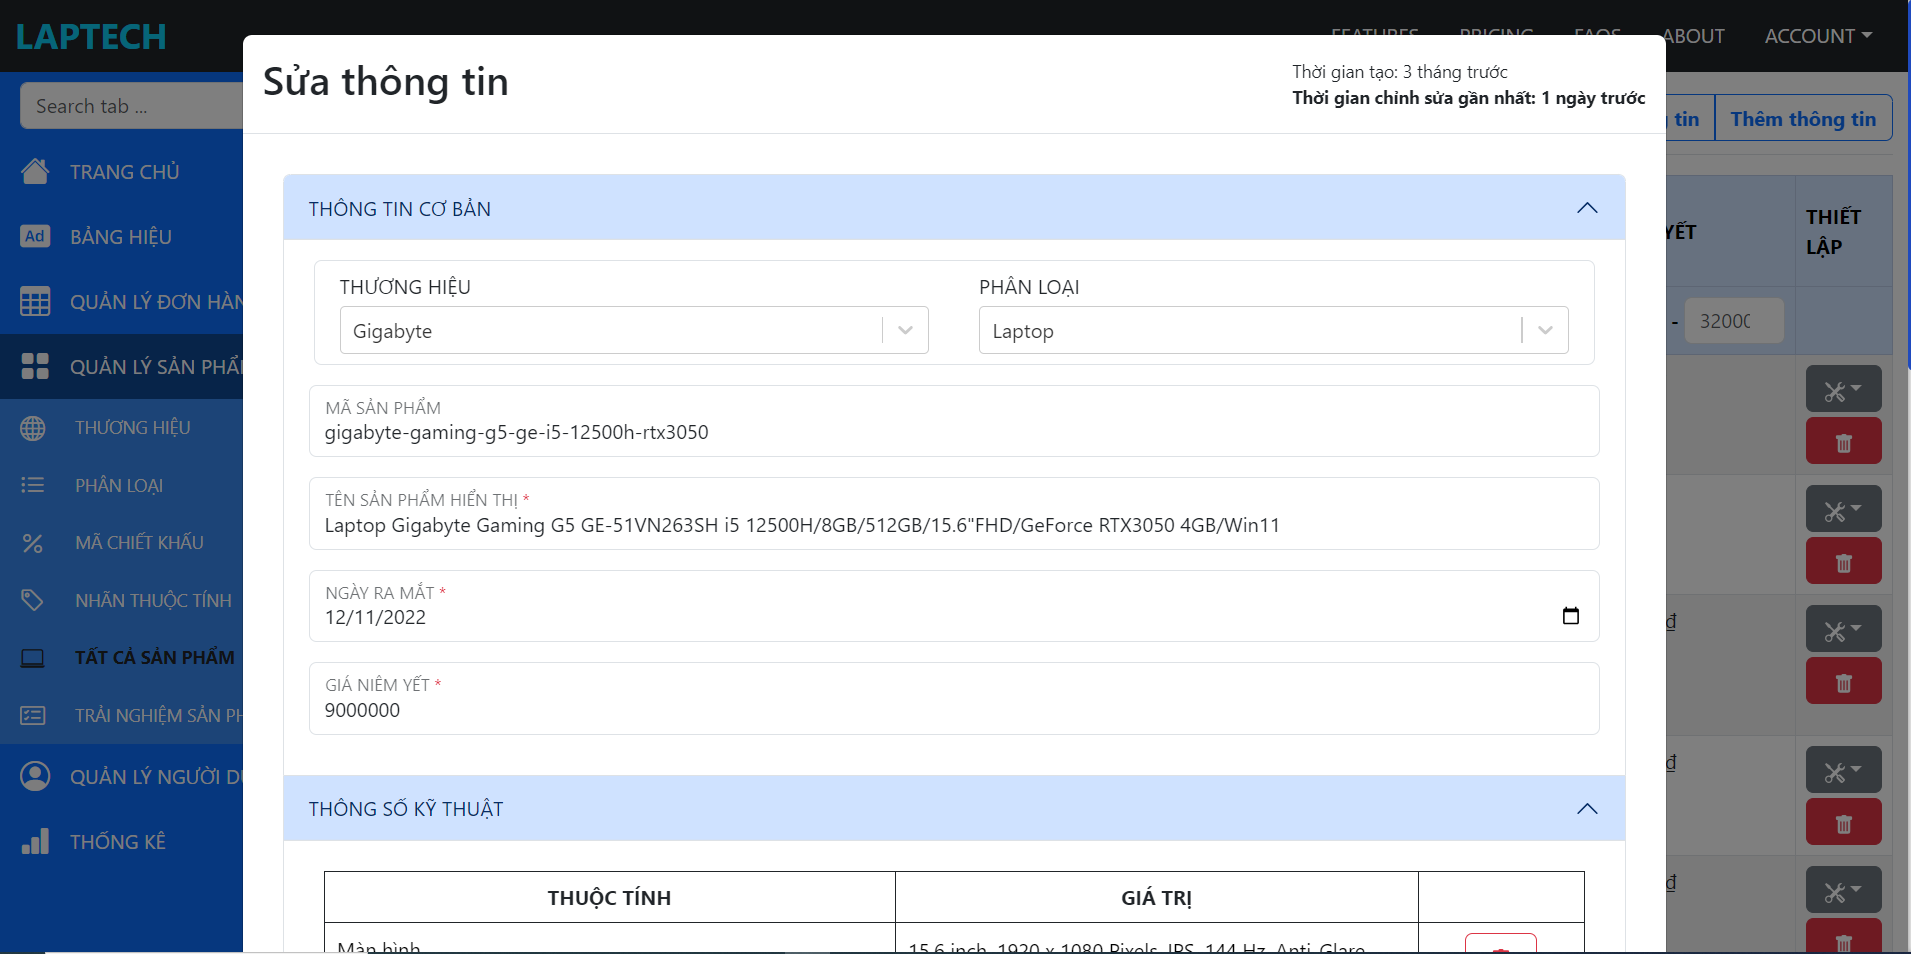 LAPTECH
FEATURES
PRICING
FAQS
ABOUT
ACCOUNT
Search tab ...
TRANG CHỦ
Ad
BẢNG HIỆU
QUẢN LÝ ĐƠN HÀN
QUẢN LÝ SẢN PHẨ
THƯƠNG HIỆU
PHÂN LOẠI
MÃ CHIẾT KHẤU
NHÃN THUỘC TÍNH
TẤT CẢ SẢN PHẨM
TRẢI NGHIỆM SẢN PH
QUẢN LÝ NGƯỜI DÙ
THỐNG KÊ
Sửa thông tin
Thời gian tạo: 3 tháng trước
Thời gian chỉnh sửa gần nhất: 1 ngày trước
THÔNG TIN CƠ BẢN
THƯƠNG HIỆU
PHÂN LOẠI
Gigabyte
Laptop
MÃ SẢN PHẨM
gigabyte-gaming-g5-ge-i5-12500h-rtx3050
TÊN SẢN PHẨM HIỂN THỊ *
Laptop Gigabyte Gaming G5 GE-51VN263SH i5 12500H/8GB/512GB/15.6"FHD/GeForce RTX3050 4GB/Win11
NGÀY RA MẮT *
12/11/2022
GIÁ NIÊM YẾT *
9000000
THÔNG SỐ KỸ THUẬT
THUỘC TÍNH
GIÁ TRỊ
Màn hình
15.6 inch, 1920 x 1080 Pixels, IPS, 144 Hz, Anti-Glare
tin
Thêm thông tin
YẾT
THIẾT
LẬP
- 32000
₫
₫
₫